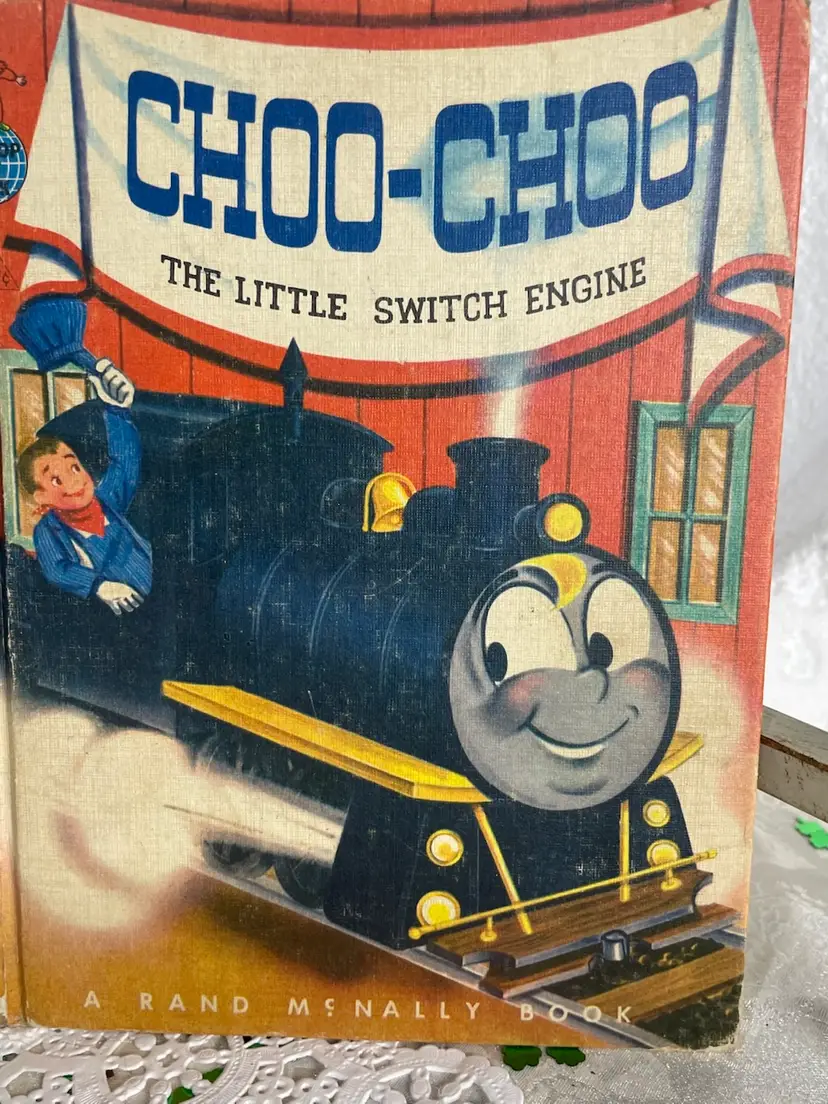 CHOO-CHOO
THE LITTLE SWITCH ENGINE
A RAND McNALLY BOOK